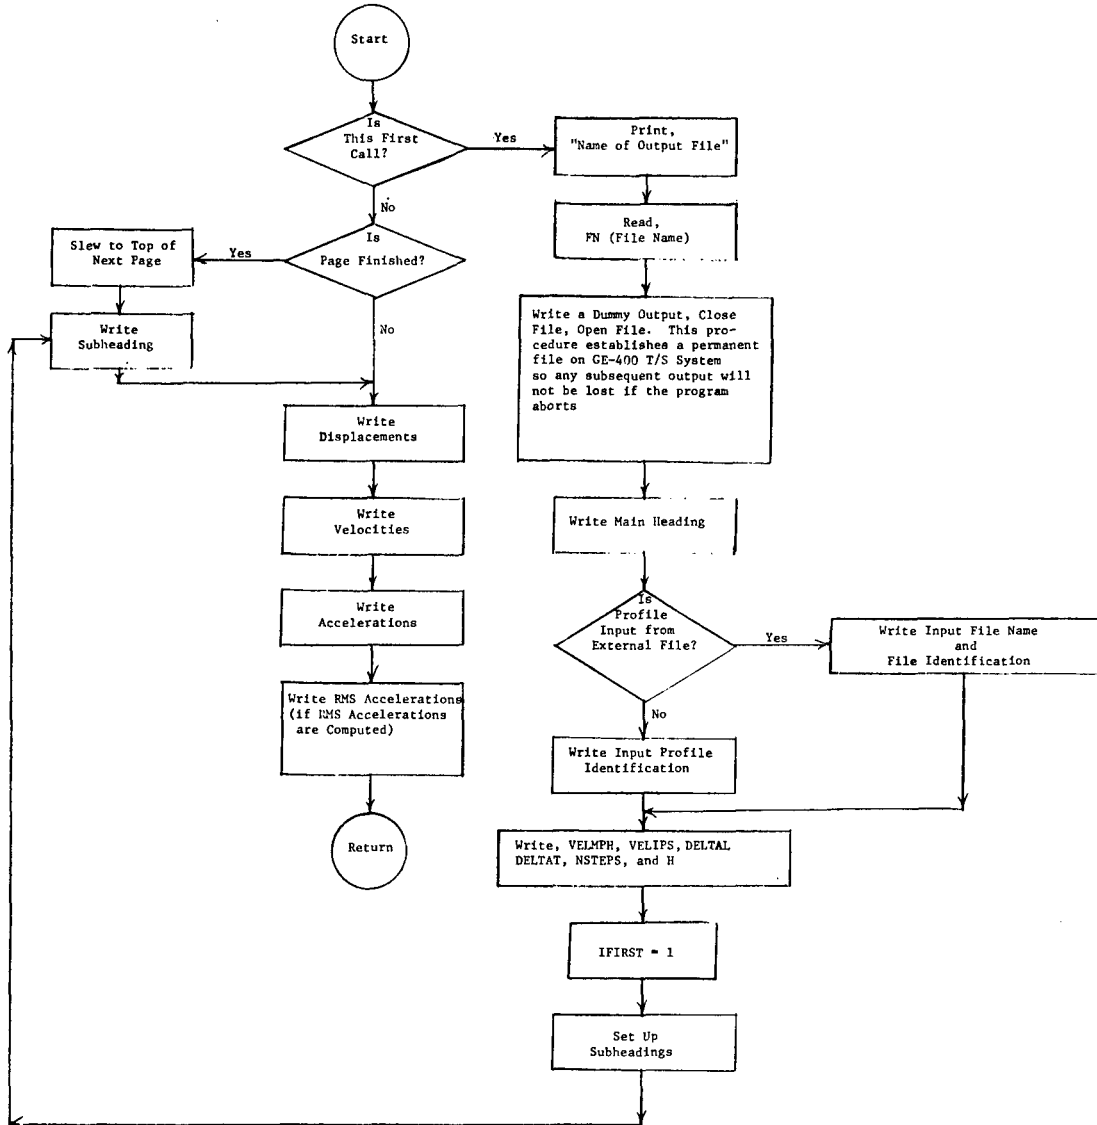 Start
Is
This First
Call?
Yes
No
Print,
"Name of Output File"
Read,
FN (File Name)
Is
Page Finished?
Yes
No
Slew to Top of
Next Page
Write
Subheading
Write a Dummy Output, Close
File, Open File. This pro-
cedure establishes a permanent
file on GE-400 T/S System
so any subsequent output will
not be lost if the program
aborts
Write
Displacements
Write
Velocities
Write
Accelerations
Write RMS Accelerations
(if RMS Accelerations
are Computed)
Return
Write Main Heading
Is
Profile
Input from
External File?
Yes
No
Write Input File Name
and
File Identification
Write Input Profile
Identification
Write, VELMPH, VELIPS, DELTAL
DELTAT, NSTEPS, and H
IFIRST = 1
Set Up
Subheadings